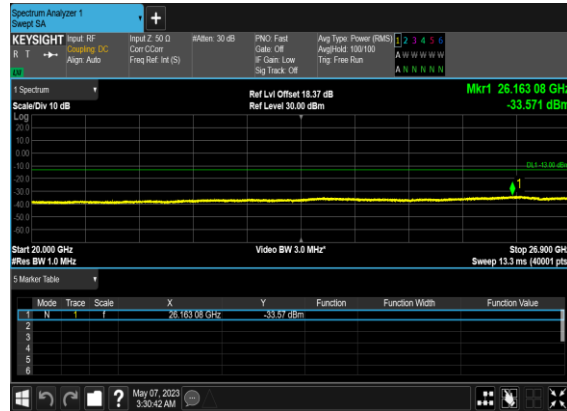 Spectrum Analyzer 1
Swept SA
+
KEYSIGHT Input: RF Input Z: 50 Ω #Atten: 30 dB PNO: Fast Avg Type: Power (RMS) 1 2 3 4 5 6
R T Coupling: DC Corr CCorr Gate: Off Avg|Hold: 100/100 A W W W W W
Align: Auto Freq Ref: Int (S) IF Gain: Low Trig: Free Run
Sig Track: Off A N N N N N
1 Spectrum Ref Lvl Offset 18.37 dB Mkr1 26.163 08 GHz
Scale/Div 10 dB Ref Level 30.00 dBm -33.571 dBm
Log
20.0
10.0
0.00
-10.0 DL1 -13.00 dBm
-20.0 1
-30.0
-40.0
-50.0
-60.0
Start 20.000 GHz Video BW 3.0 MHz* Stop 26.900 GHz
#Res BW 1.0 MHz Sweep 13.3 ms (40001 pts)
5 Marker Table
Mode Trace Scale X Y Function Function Width Function Value
1 N 1 f 26.163 08 GHz -33.57 dBm
2
3
4
5
6
? May 07, 2023
3:30:42 AM